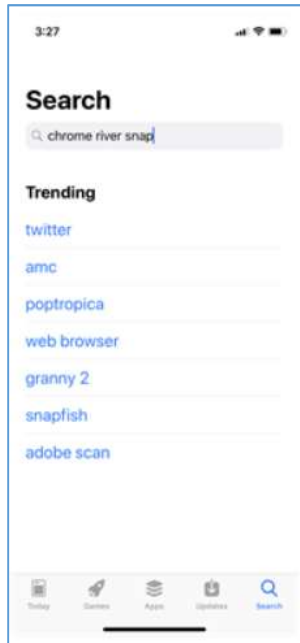 3:27
Search
chrome river snap
Trending
twitter
amc
poptropica
web browser
granny 2
snapfish
adobe scan
Today Games Apps Updates Search